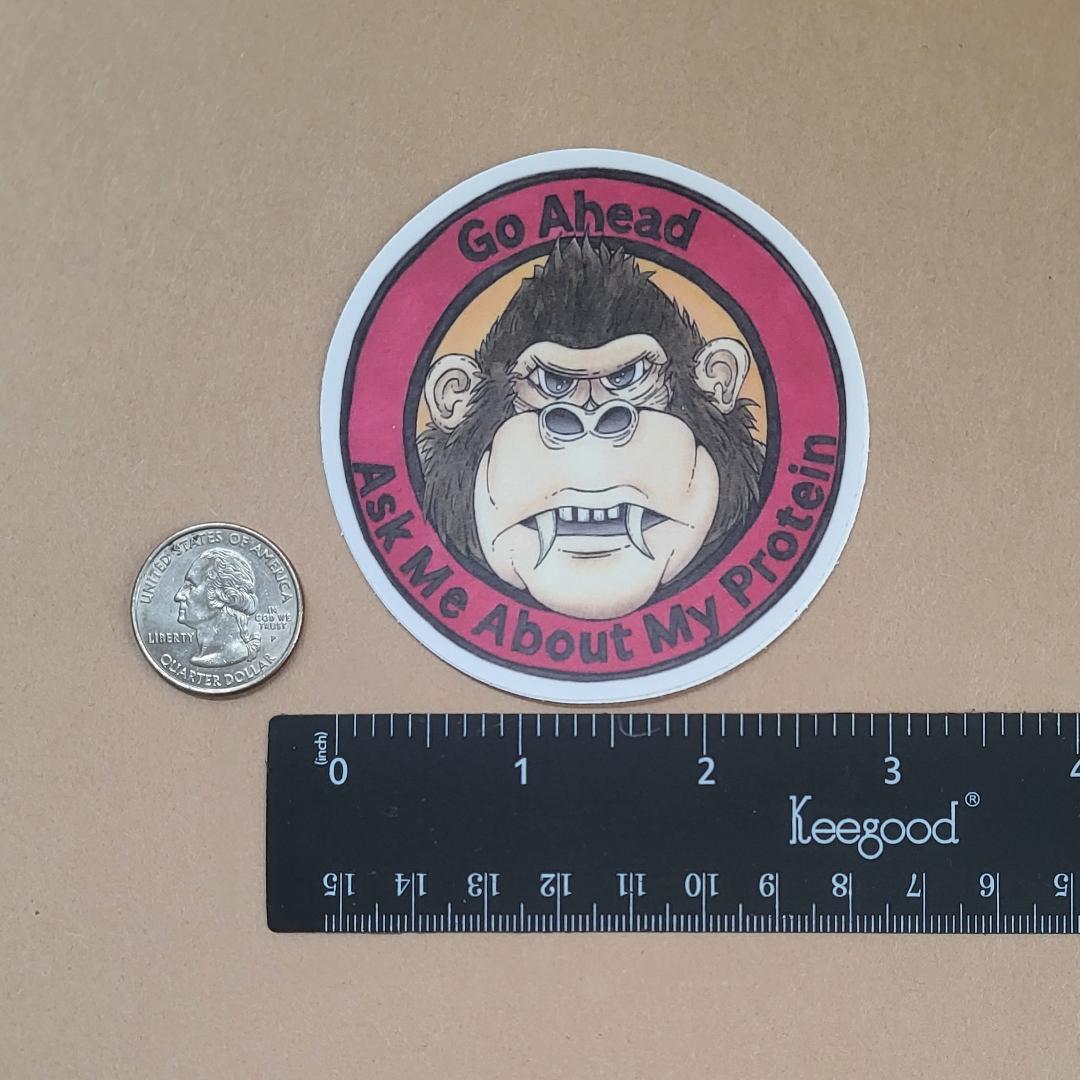 Go Ahead
Ask Me About My Protein
UNITED STATES OF AMERICA
LIBERTY
IN
GOD WE
TRUST
P
QUARTER DOLLAR
(inch)
0 1 2 3 4
Keegood®
15 14 13 12 11 10 9 8 7 6 5